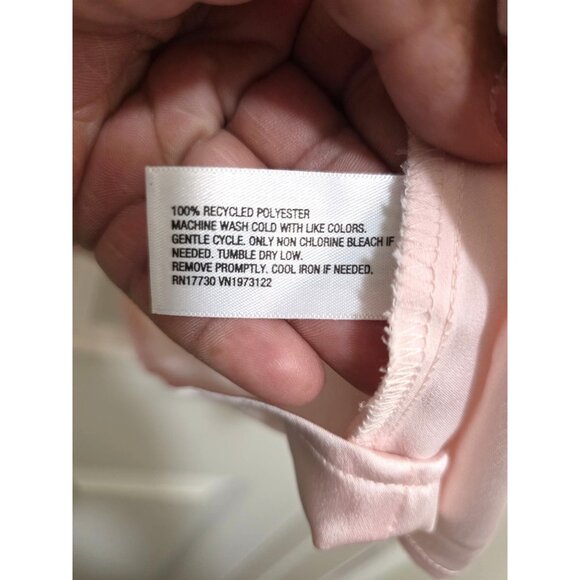 100% RECYCLED POLYESTER
MACHINE WASH COLD WITH LIKE COLORS.
GENTLE CYCLE. ONLY NON CHLORINE BLEACH IF
NEEDED. TUMBLE DRY LOW.
REMOVE PROMPTLY. COOL IRON IF NEEDED.
RN17730 VN1973122